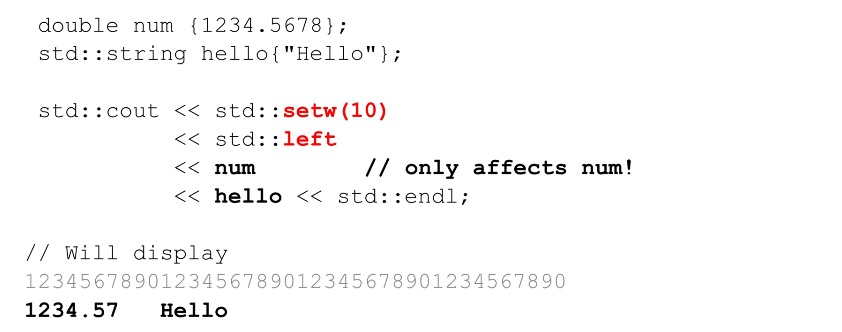 double num {1234.5678};
std::string hello{"Hello"};
std::cout << std::setw(10)
<< std::left
<< num        // only affects num!
<< hello << std::endl;
// Will display
1234567890123456789012345678901234567890
1234.57   Hello